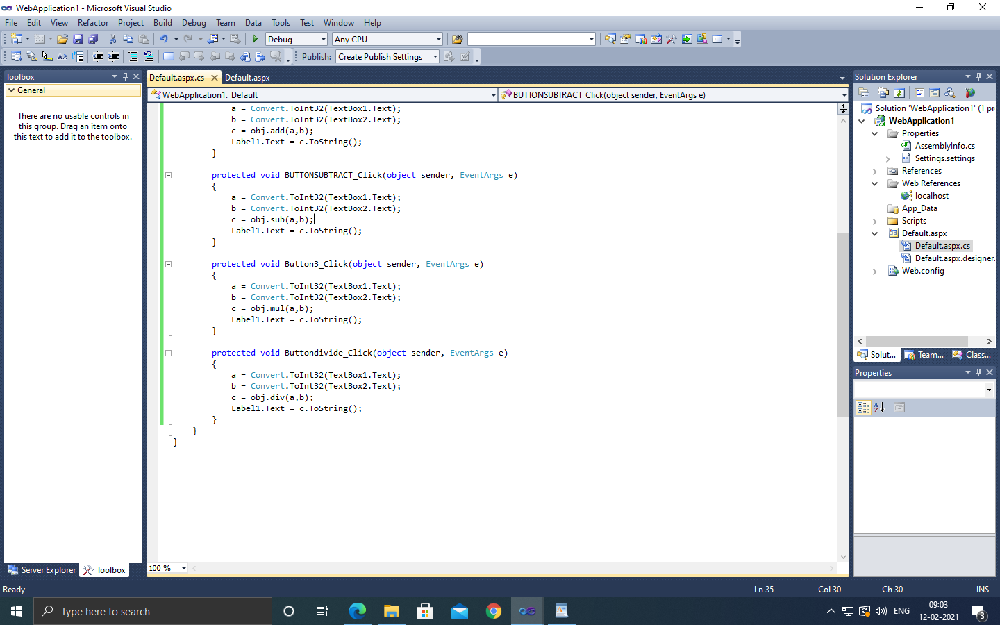 WebApplication1 - Microsoft Visual Studio
File Edit View Refactor Project Build Debug Team Data Tools Test Window Help
Debug Any CPU
Publish: Create Publish Settings
Toolbox
General
There are no usable controls in
this group. Drag an item onto
this text to add it to the toolbox.
Server Explorer Toolbox
Default.aspx.cs Default.aspx
WebApplication1._Default BUTTONSUBTRACT_Click(object sender, EventArgs e)
a = Convert.ToInt32(TextBox1.Text);
b = Convert.ToInt32(TextBox2.Text);
c = obj.add(a,b);
Label1.Text = c.ToString();
}
protected void BUTTONSUBTRACT_Click(object sender, EventArgs e)
{
a = Convert.ToInt32(TextBox1.Text);
b = Convert.ToInt32(TextBox2.Text);
c = obj.sub(a,b);
Label1.Text = c.ToString();
}
protected void Button3_Click(object sender, EventArgs e)
{
a = Convert.ToInt32(TextBox1.Text);
b = Convert.ToInt32(TextBox2.Text);
c = obj.mul(a,b);
Label1.Text = c.ToString();
}
protected void Buttondivide_Click(object sender, EventArgs e)
{
a = Convert.ToInt32(TextBox1.Text);
b = Convert.ToInt32(TextBox2.Text);
c = obj.div(a,b);
Label1.Text = c.ToString();
}
}
}
100 %
Solution Explorer
Solution 'WebApplication1' (1 pr
WebApplication1
Properties
AssemblyInfo.cs
Settings.settings
References
Web References
localhost
App_Data
Scripts
Default.aspx
Default.aspx.cs
Default.aspx.designer.
Web.config
Solut... Team... Class...
Properties
Ready Ln 35 Col 30 Ch 30 INS
Type here to search
ENG
09:03
12-02-2021
3